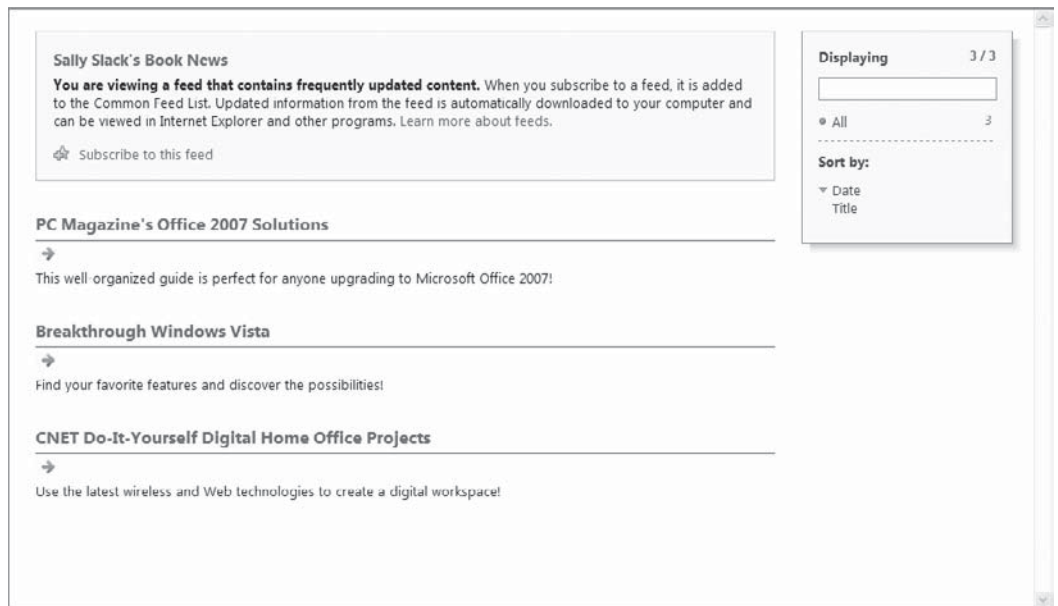 Sally Slack's Book News
You are viewing a feed that contains frequently updated content. When you subscribe to a feed, it is added
to the Common Feed List. Updated information from the feed is automatically downloaded to your computer and
can be viewed in Internet Explorer and other programs. Learn more about feeds.
Subscribe to this feed
PC Magazine's Office 2007 Solutions
This well-organized guide is perfect for anyone upgrading to Microsoft Office 2007!
Breakthrough Windows Vista
Find your favorite features and discover the possibilities!
CNET Do-It-Yourself Digital Home Office Projects
Use the latest wireless and Web technologies to create a digital workspace!
Displaying 3 / 3
All 3
Sort by:
Date
Title